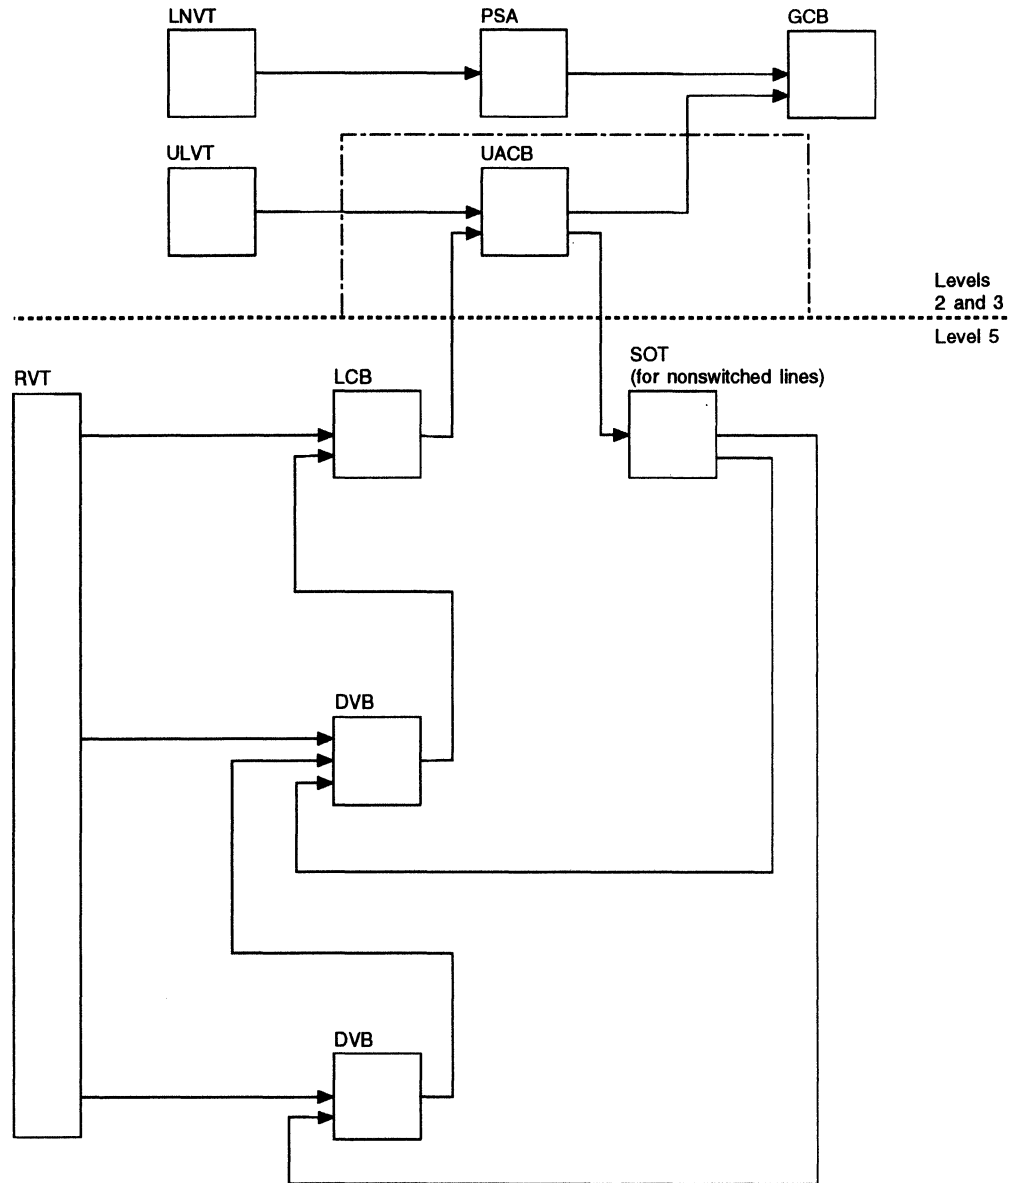 LNVT
PSA
GCB
ULVT
UACB
Levels
2 and 3
Level 5
RVT
LCB
SOT
(for nonswitched lines)
DVB
DVB